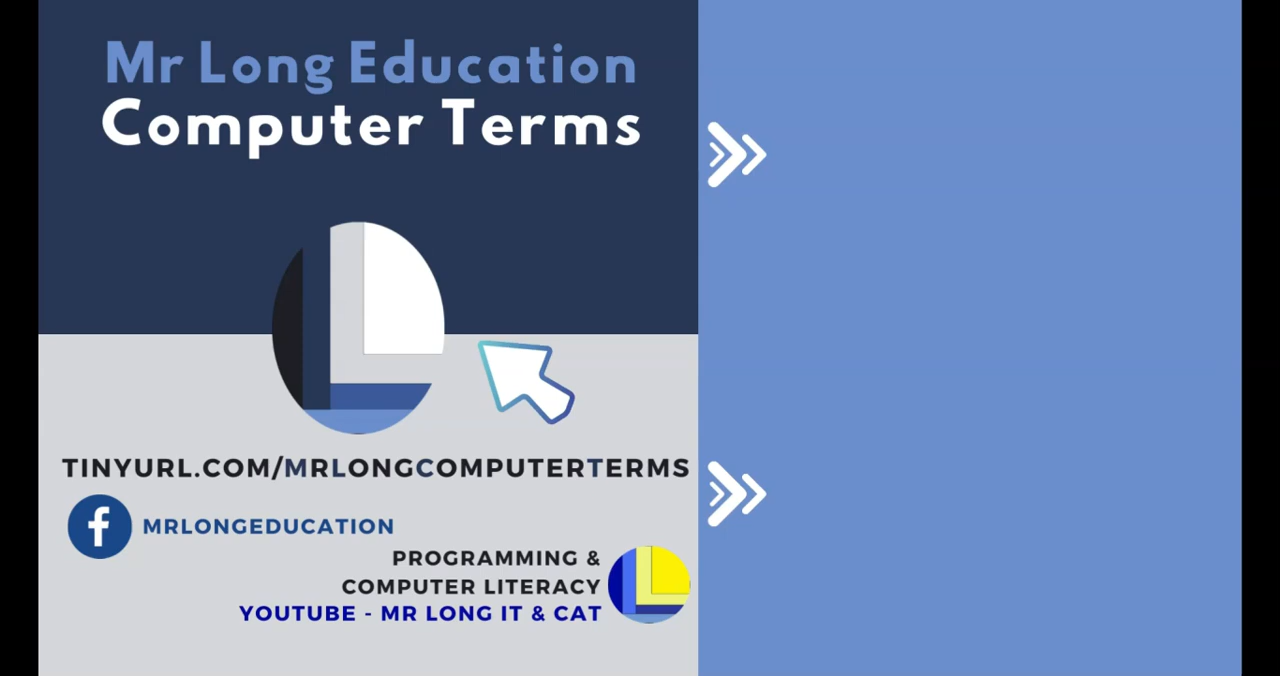 Mr Long Education
Computer Terms
TINYURL.COM/MRLONGCOMPUTERTERMS
f MRLONGEDUCATION
PROGRAMMING &
COMPUTER LITERACY
YOUTUBE - MR LONG IT & CAT